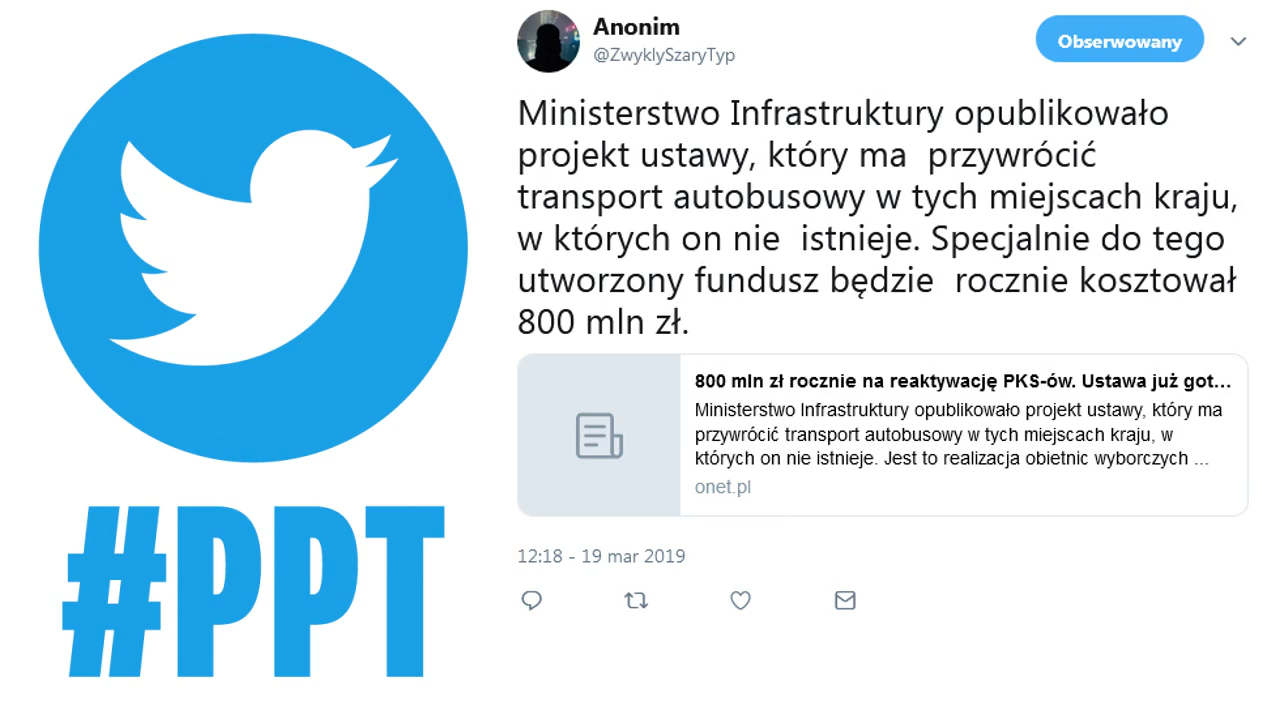 #PPT
Anonim
@ZwyklySzaryTyp
Obserwowany
Ministerstwo Infrastruktury opublikowało
projekt ustawy, który ma  przywrócić
transport autobusowy w tych miejscach kraju,
w których on nie  istnieje. Specjalnie do tego
utworzony fundusz będzie  rocznie kosztował
800 mln zł.
800 mln zł rocznie na reaktywację PKS-ów. Ustawa już got...
Ministerstwo Infrastruktury opublikowało projekt ustawy, który ma
przywrócić transport autobusowy w tych miejscach kraju, w
których on nie istnieje. Jest to realizacja obietnic wyborczych ...
onet.pl
12:18 - 19 mar 2019